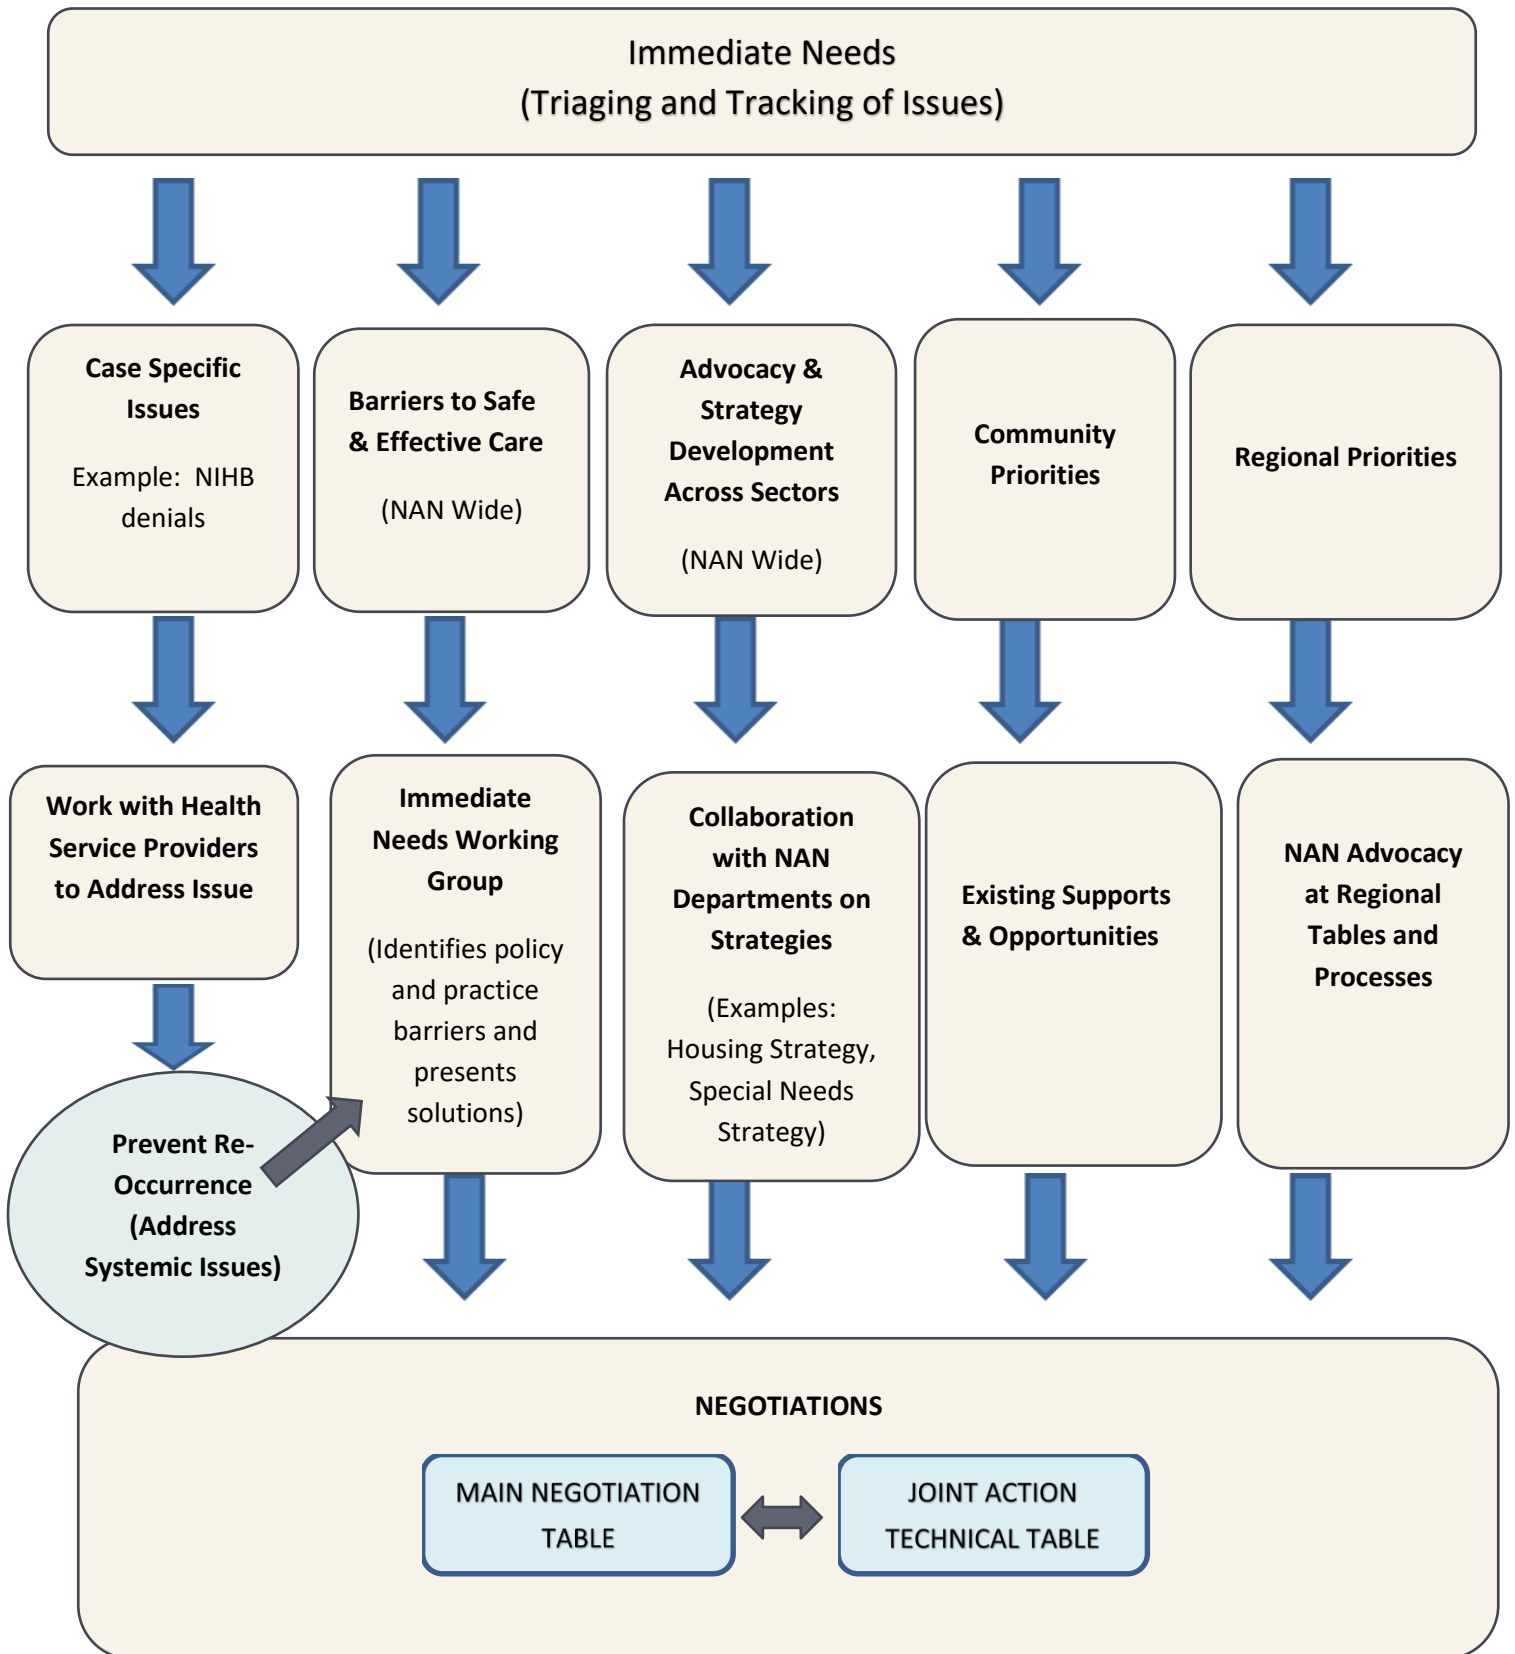 Immediate Needs
(Triaging and Tracking of Issues)
Case Specific
Issues
Example:  NIHB
denials
Barriers to Safe
& Effective Care
(NAN Wide)
Advocacy &
Strategy
Development
Across Sectors
(NAN Wide)
Community
Priorities
Regional Priorities
Work with Health
Service Providers
to Address Issue
Immediate
Needs Working
Group
(Identifies policy
and practice
barriers and
presents
solutions)
Collaboration
with NAN
Departments on
Strategies
(Examples:
Housing Strategy,
Special Needs
Strategy)
Existing Supports
& Opportunities
NAN Advocacy
at Regional
Tables and
Processes
Prevent Re-
Occurrence
(Address
Systemic Issues)
NEGOTIATIONS
MAIN NEGOTIATION
TABLE
JOINT ACTION
TECHNICAL TABLE